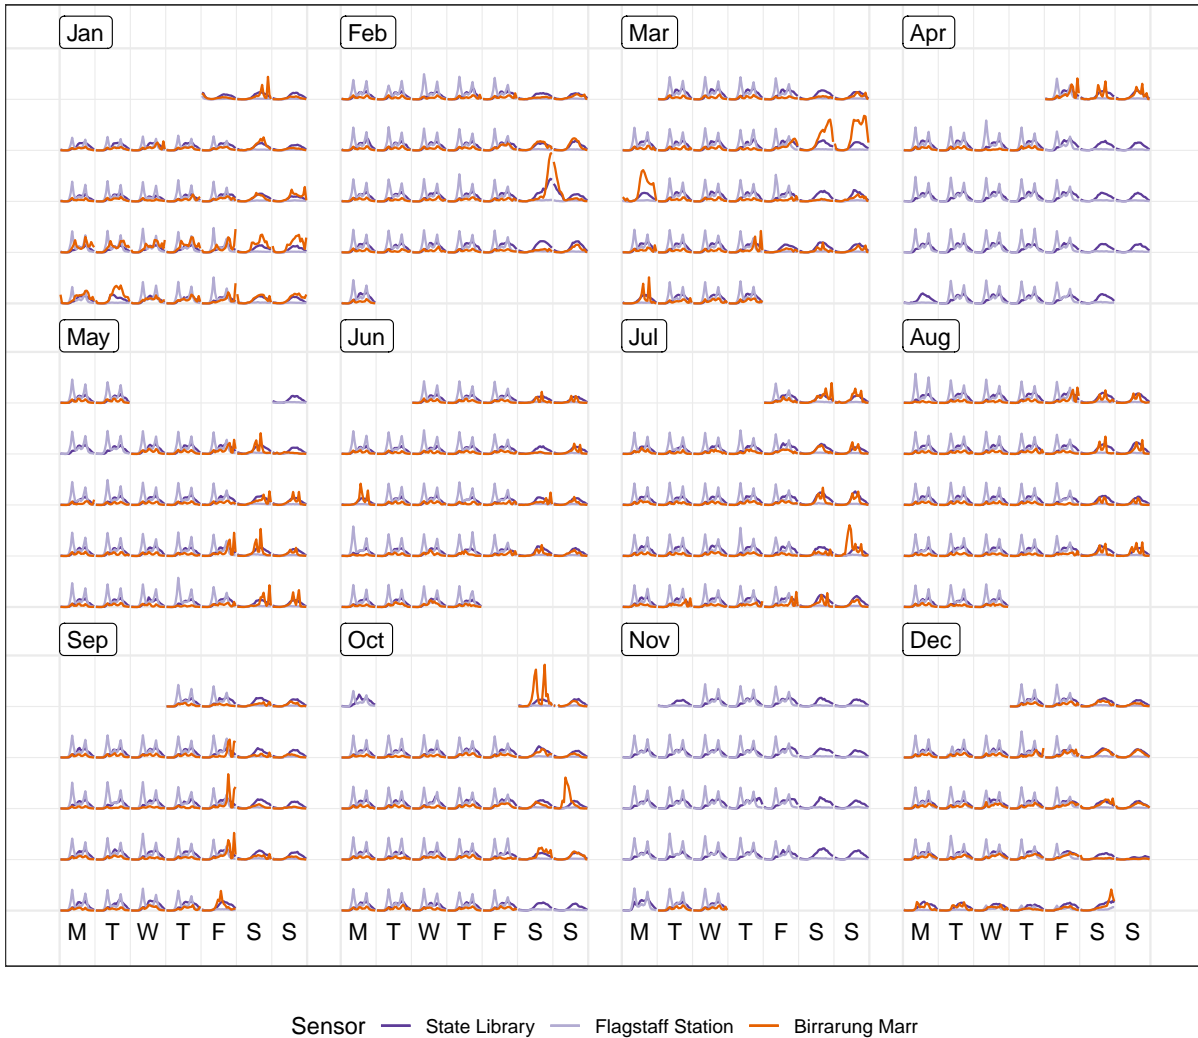 Jan Feb Mar Apr
May Jun Jul Aug
Sep Oct Nov Dec
M T W T F S S M T W T F S S M T W T F S S M T W T F S S
Sensor State Library Flagstaff Station Birrarung Marr